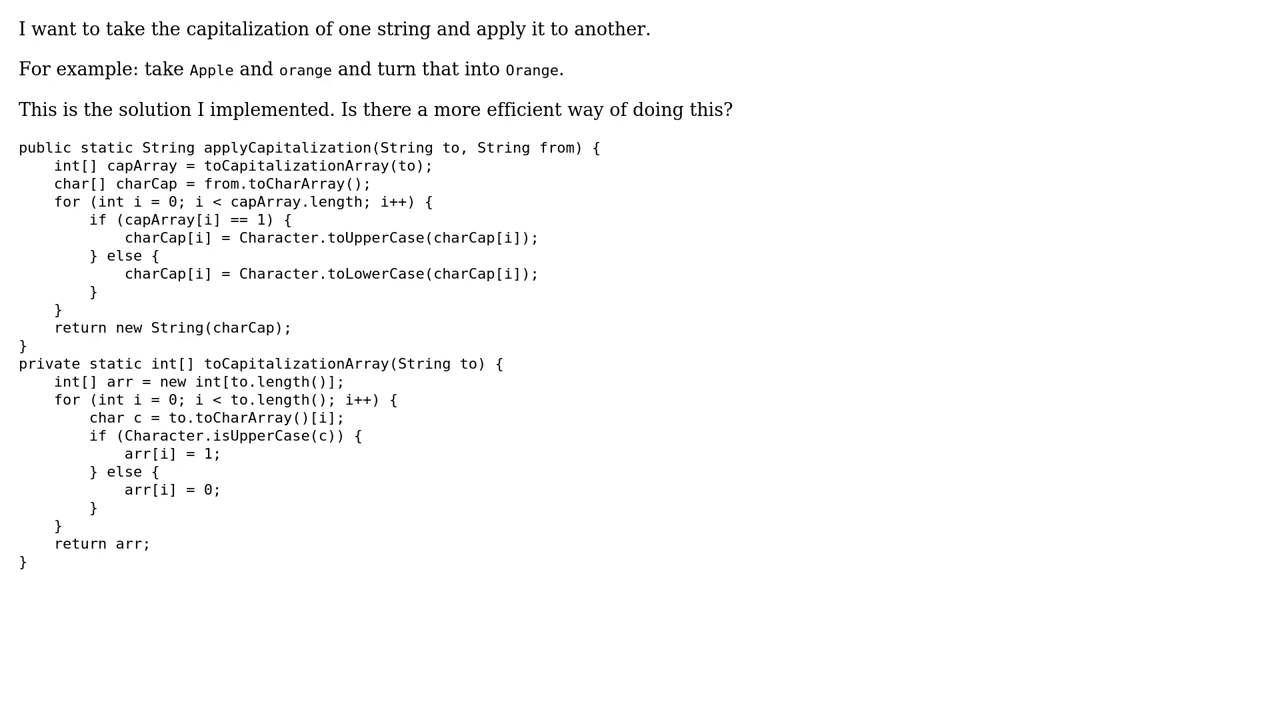 I want to take the capitalization of one string and apply it to another.
For example: take Apple and orange and turn that into Orange.
This is the solution I implemented. Is there a more efficient way of doing this?
public static String applyCapitalization(String to, String from) {
    int[] capArray = toCapitalizationArray(to);
    char[] charCap = from.toCharArray();
    for (int i = 0; i < capArray.length; i++) {
        if (capArray[i] == 1) {
            charCap[i] = Character.toUpperCase(charCap[i]);
        } else {
            charCap[i] = Character.toLowerCase(charCap[i]);
        }
    }
    return new String(charCap);
}
private static int[] toCapitalizationArray(String to) {
    int[] arr = new int[to.length()];
    for (int i = 0; i < to.length(); i++) {
        char c = to.toCharArray()[i];
        if (Character.isUpperCase(c)) {
            arr[i] = 1;
        } else {
            arr[i] = 0;
        }
    }
    return arr;
}